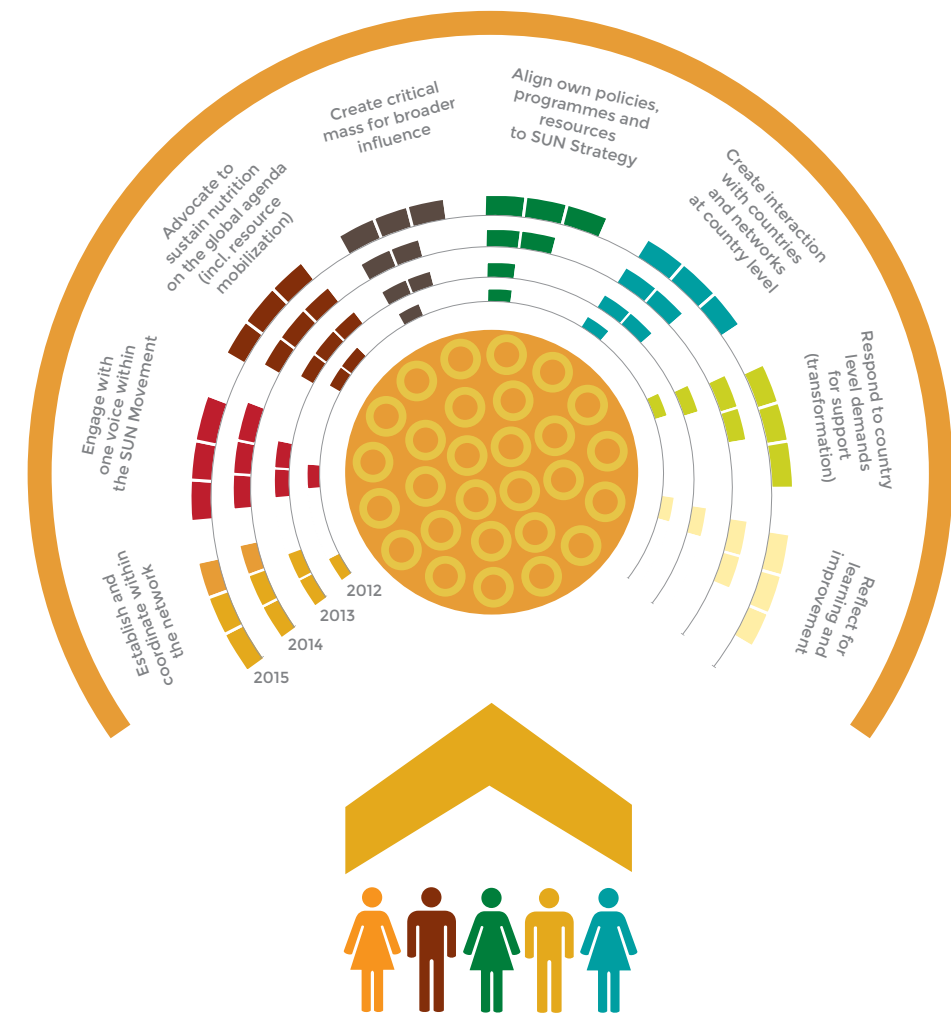 Establish and
coordinate within
the network
Engage with
one voice within
the SUN Movement
Advocate to
sustain nutrition
on the global agenda
(incl. resource
mobilization)
Create critical
mass for broader
influence
Align own policies,
programmes and
resources
to SUN Strategy
Create interaction
with countries
and networks
at country level
Respond to country
level demands
for support
(transformation)
Reflect for
learning and
improvement
2012
2013
2014
2015